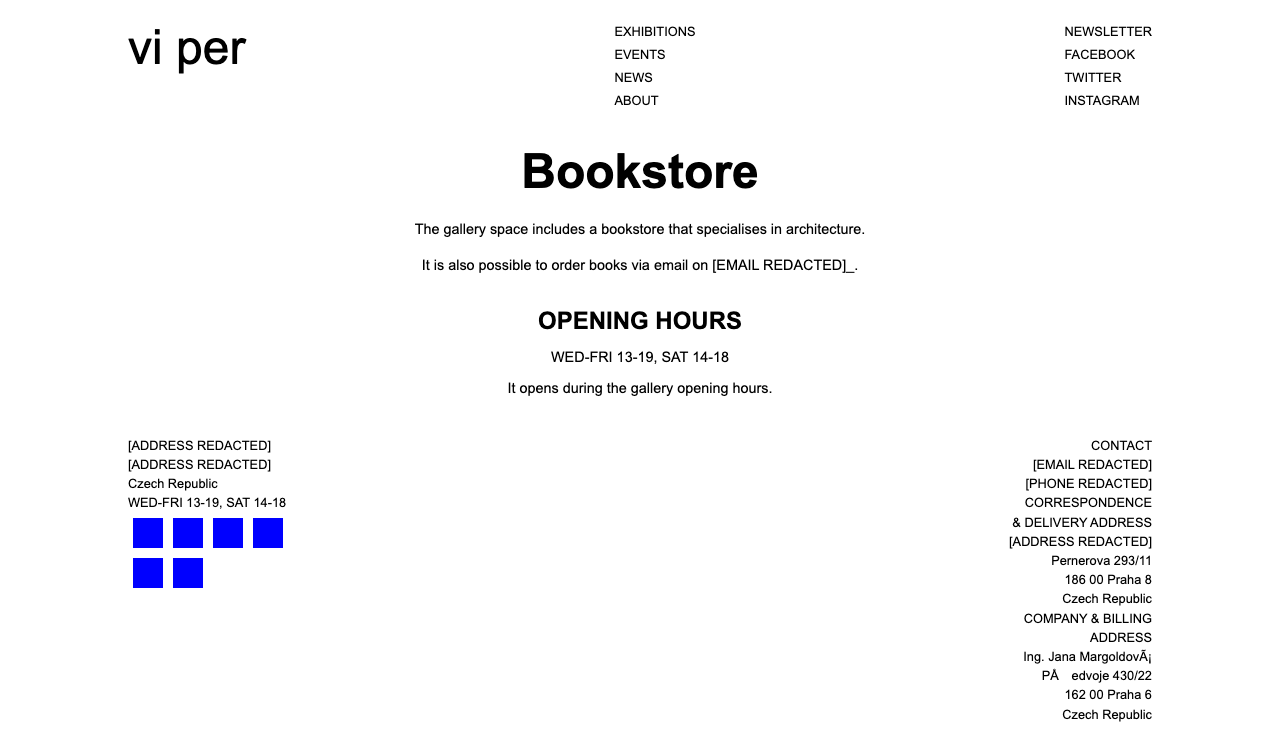 vi per
EXHIBITIONS
EVENTS
NEWS
ABOUT
NEWSLETTER
FACEBOOK
TWITTER
INSTAGRAM
Bookstore
The gallery space includes a bookstore that specialises in architecture.
It is also possible to order books via email on [EMAIL REDACTED]_.
OPENING HOURS
WED-FRI 13-19, SAT 14-18
It opens during the gallery opening hours.
[ADDRESS REDACTED]
[ADDRESS REDACTED]
Czech Republic
WED-FRI 13-19, SAT 14-18
CONTACT
[EMAIL REDACTED]
[PHONE REDACTED]
CORRESPONDENCE
& DELIVERY ADDRESS
[ADDRESS REDACTED]
Pernerova 293/11
186 00 Praha 8
Czech Republic
COMPANY & BILLING
ADDRESS
Ing. Jana MargoldovÃ¡
PÅ edvoje 430/22
162 00 Praha 6
Czech Republic